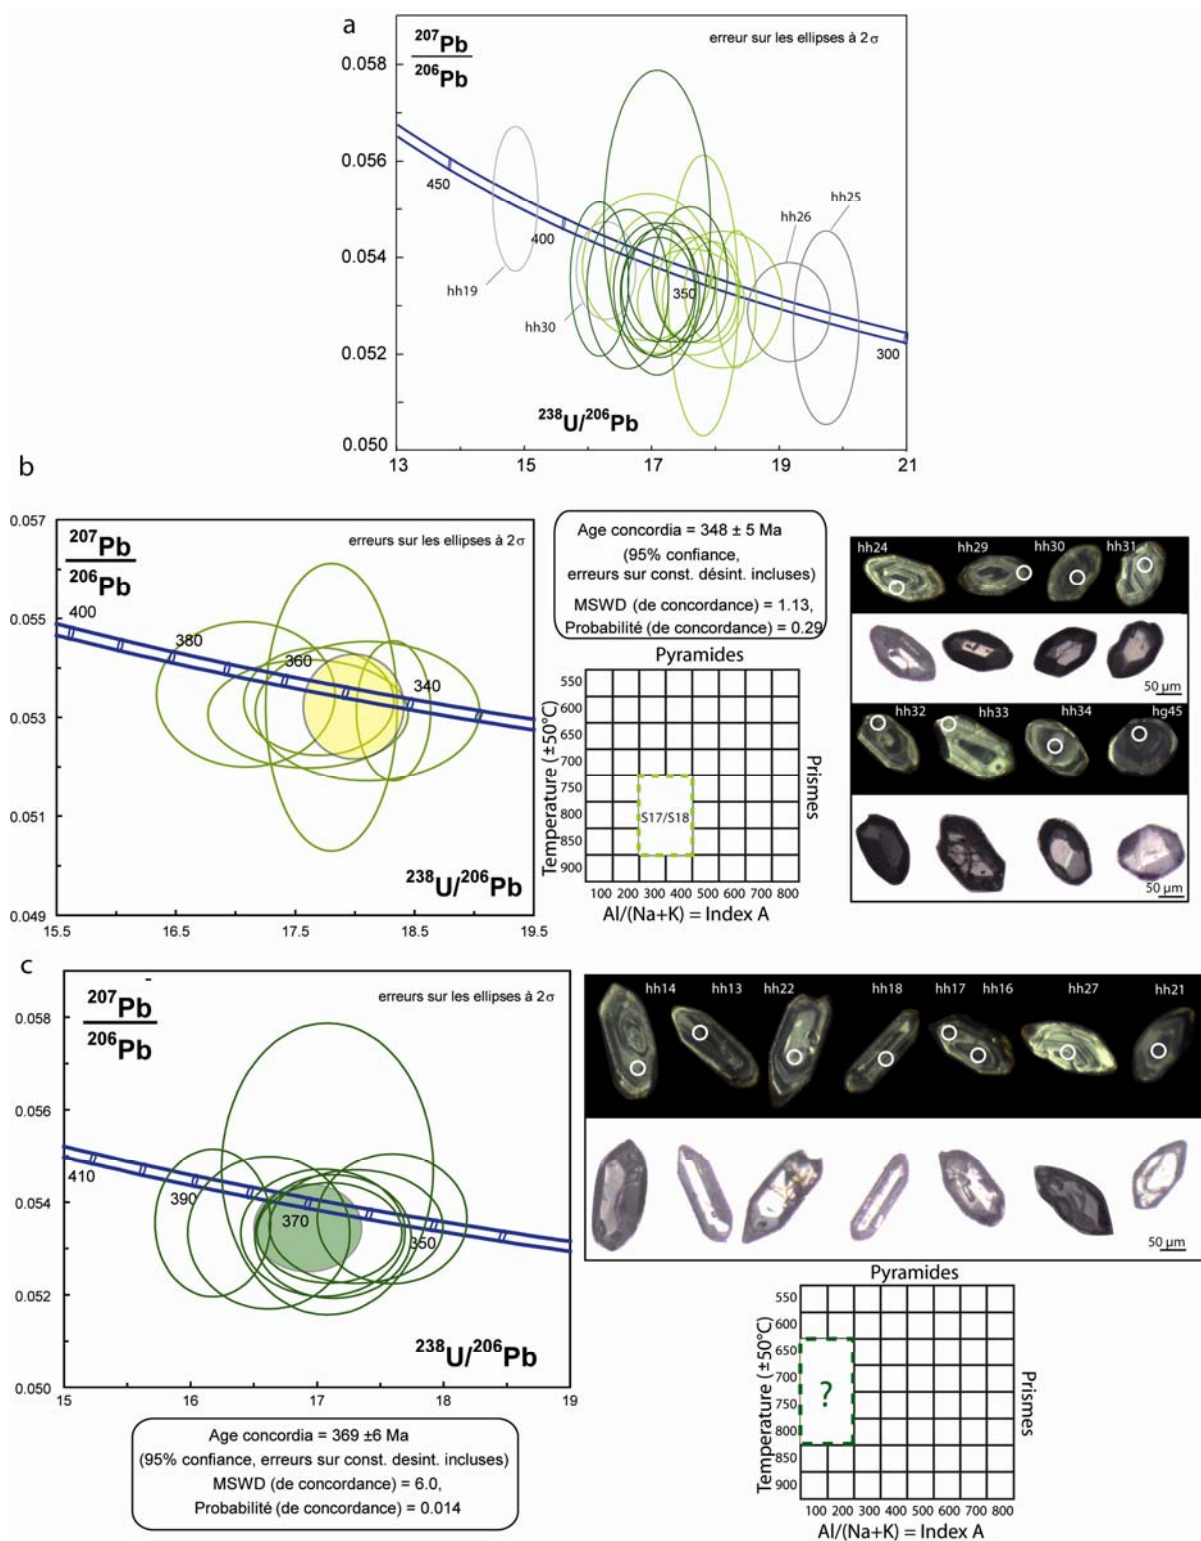 a
207Pb
206Pb
erreur sur les ellipses à 2σ
0.058
0.056
0.054
0.052
0.050
450
400
350
300
hh19
hh30
hh26
hh25
238U/206Pb
13 15 17 19 21
b
0.057
0.055
0.053
0.051
0.049
207Pb
206Pb
erreurs sur les ellipses à 2σ
400
380
360
340
238U/206Pb
15.5 16.5 17.5 18.5 19.5
Age concordia = 348 ± 5 Ma
(95% confiance,
erreurs sur const. désint. incluses)
MSWD (de concordance) = 1.13,
Probabilité (de concordance) = 0.29
Pyramides
550
600
650
700
750
800
850
900
Temperature (±50°C)
Prismes
S17/S18
100 200 300 400 500 600 700 800
Al/(Na+K) = Index A
hh24 hh29 hh30 hh31
50 µm
hh32 hh33 hh34 hg45
50 µm
c
0.058
0.056
0.054
0.052
0.050
207Pb
206Pb
erreurs sur les ellipses à 2σ
410
390
370
350
238U/206Pb
15 16 17 18 19
Age concordia = 369 ±6 Ma
(95% confiance, erreurs sur const. desint. incluses)
MSWD (de concordance) = 6.0,
Probabilité (de concordance) = 0.014
hh14 hh13 hh22 hh18 hh17 hh16 hh27 hh21
50 µm
Pyramides
550
600
650
700
750
800
850
900
Temperature (±50°C)
Prismes
?
100 200 300 400 500 600 700 800
Al/(Na+K) = Index A